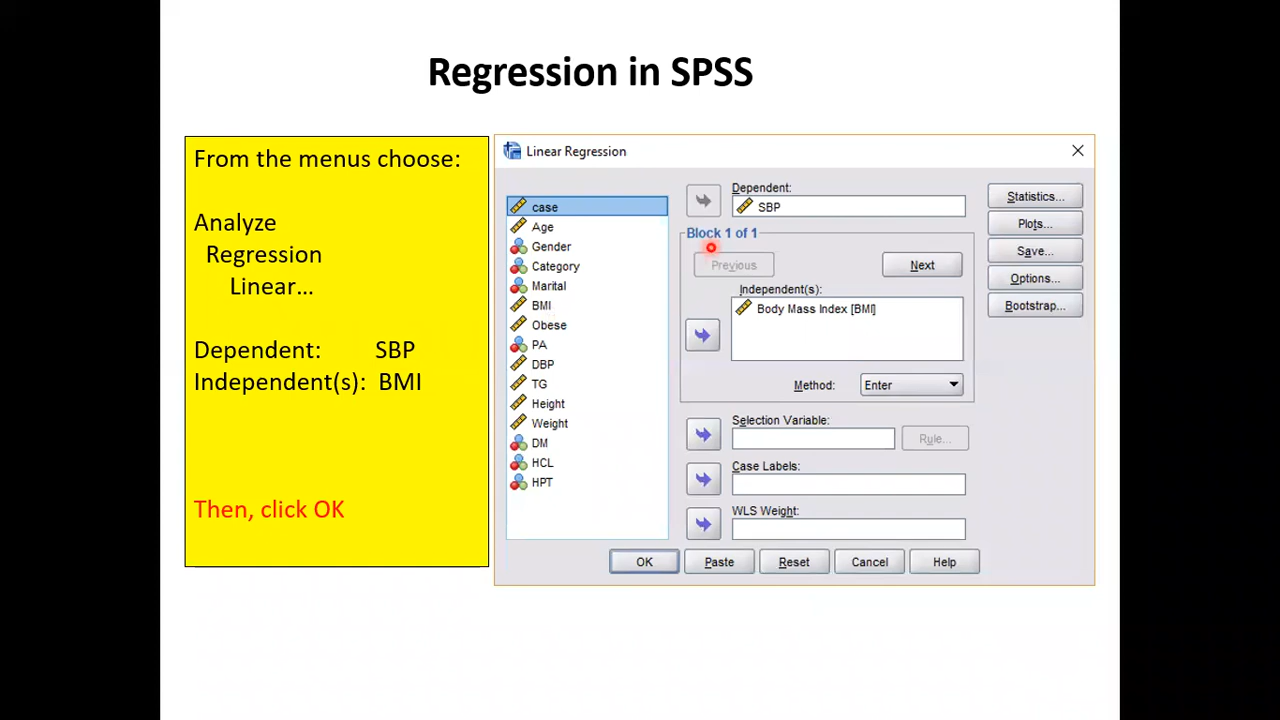 Regression in SPSS
From the menus choose:
Analyze
Regression
Linear...
Dependent: SBP
Independent(s): BMI
Then, click OK
Linear Regression
case
Age
Gender
Category
Marital
BMI
Obese
PA
DBP
TG
Height
Weight
DM
HCL
HPT
Dependent:
SBP
Block 1 of 1
Previous
Next
Independent(s):
Body Mass Index [BMI]
Method: Enter
Selection Variable:
Rule...
Case Labels:
WLS Weight:
Statistics...
Plots...
Save...
Options...
Bootstrap...
OK
Paste
Reset
Cancel
Help